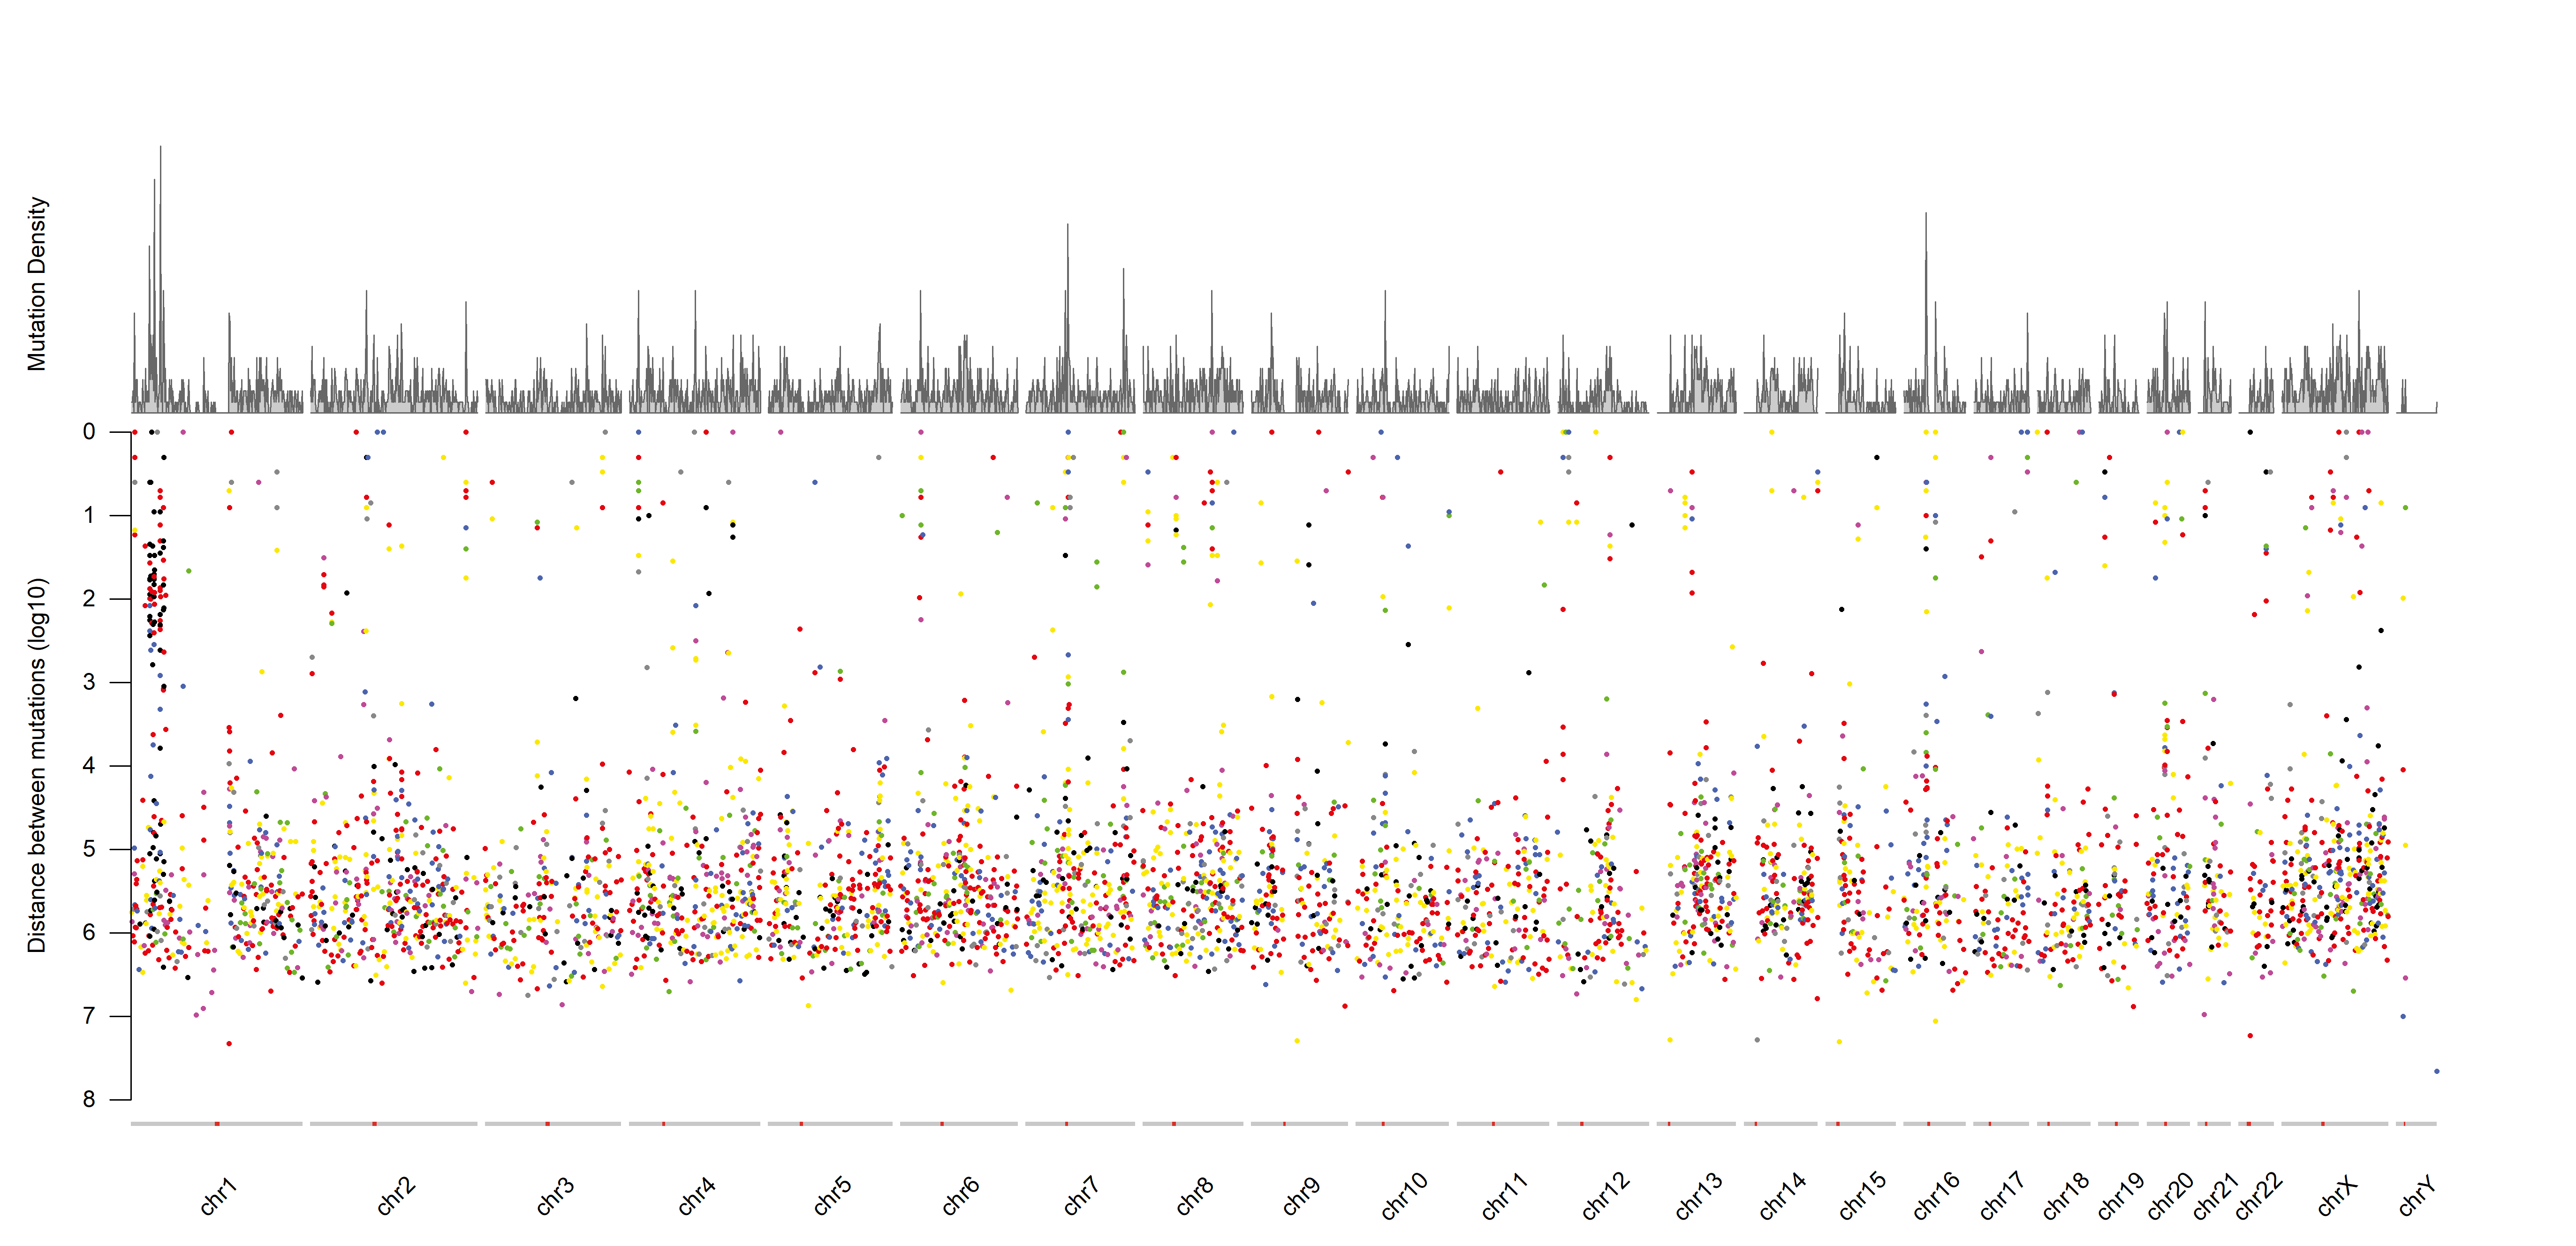 Mutation Density
Distance between mutations (log10)
0
1
2
3
4
5
6
7
8
chr1
chr2
chr3
chr4
chr5
chr6
chr7
chr8
chr9
chr10
chr11
chr12
chr13
chr14
chr15
chr16
chr17
chr18
chr19
chr20
chr21
chr22
chrX
chrY